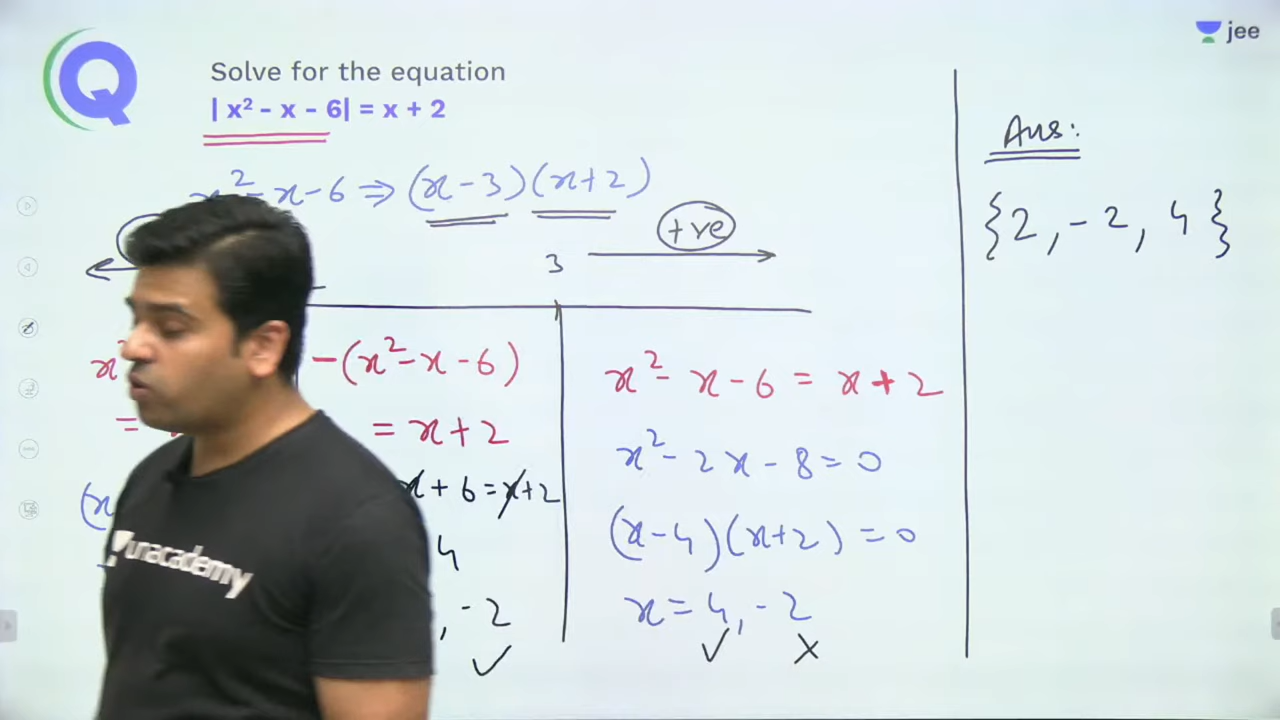 Solve for the equation
| x² - x - 6| = x + 2
x² - x - 6 ⇒ (x - 3)(x + 2)
+ve
3
- (x² - x - 6)
= x + 2
x + 6 = x + 2
4
, - 2
✓
x² - x - 6 = x + 2
x² - 2x - 8 = 0
(x - 4)(x + 2) = 0
x = 4, - 2
✓ ×
Ans:
{2, - 2, 4}
jee
unacademy